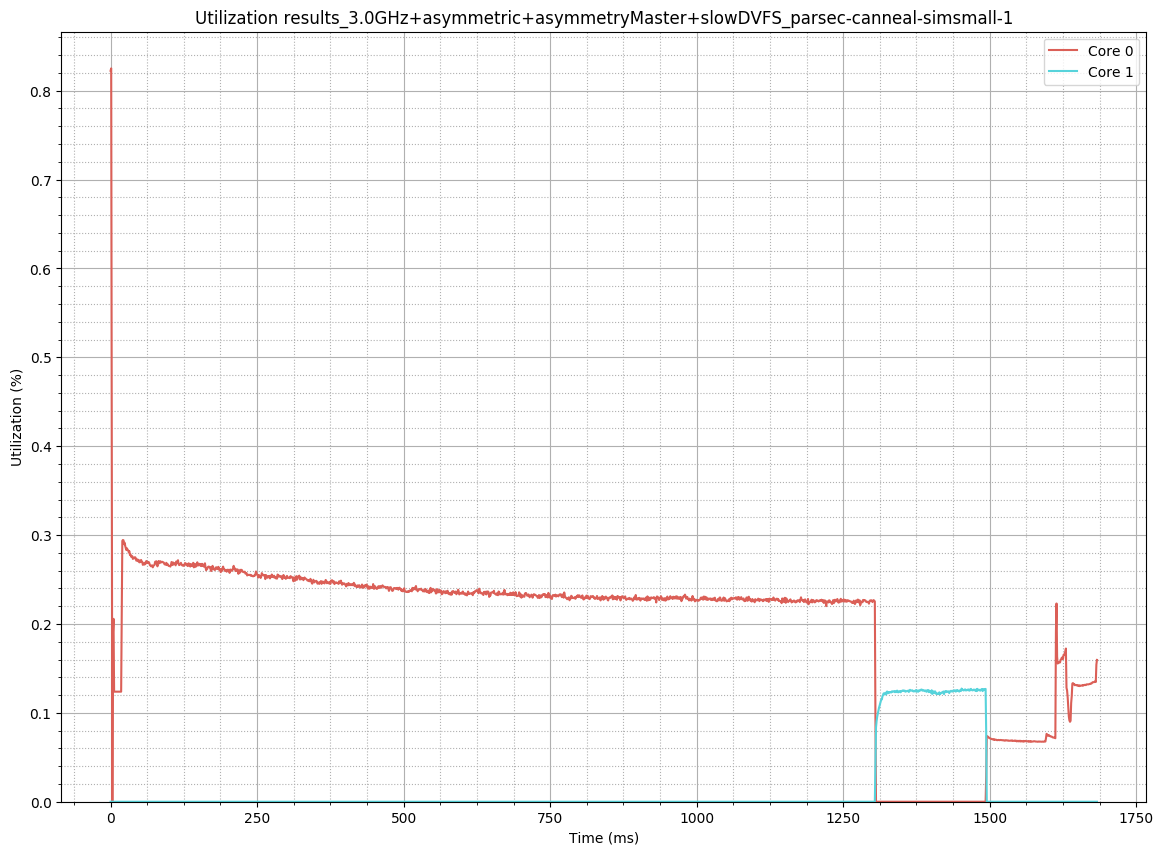 Utilization results_3.0GHz+asymmetric+asymmetryMaster+slowDVFS_parsec-canneal-simsmall-1
Core 0
Core 1
Utilization (%)
0.8
0.7
0.6
0.5
0.4
0.3
0.2
0.1
0.0
0 250 500 750 1000 1250 1500 1750
Time (ms)